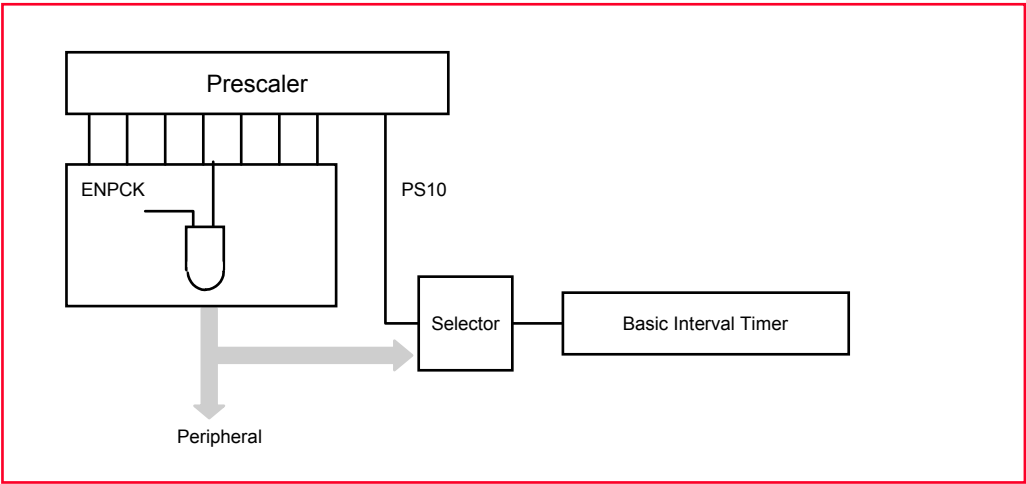 Prescaler
ENPCK
PS10
Selector
Basic Interval Timer
Peripheral